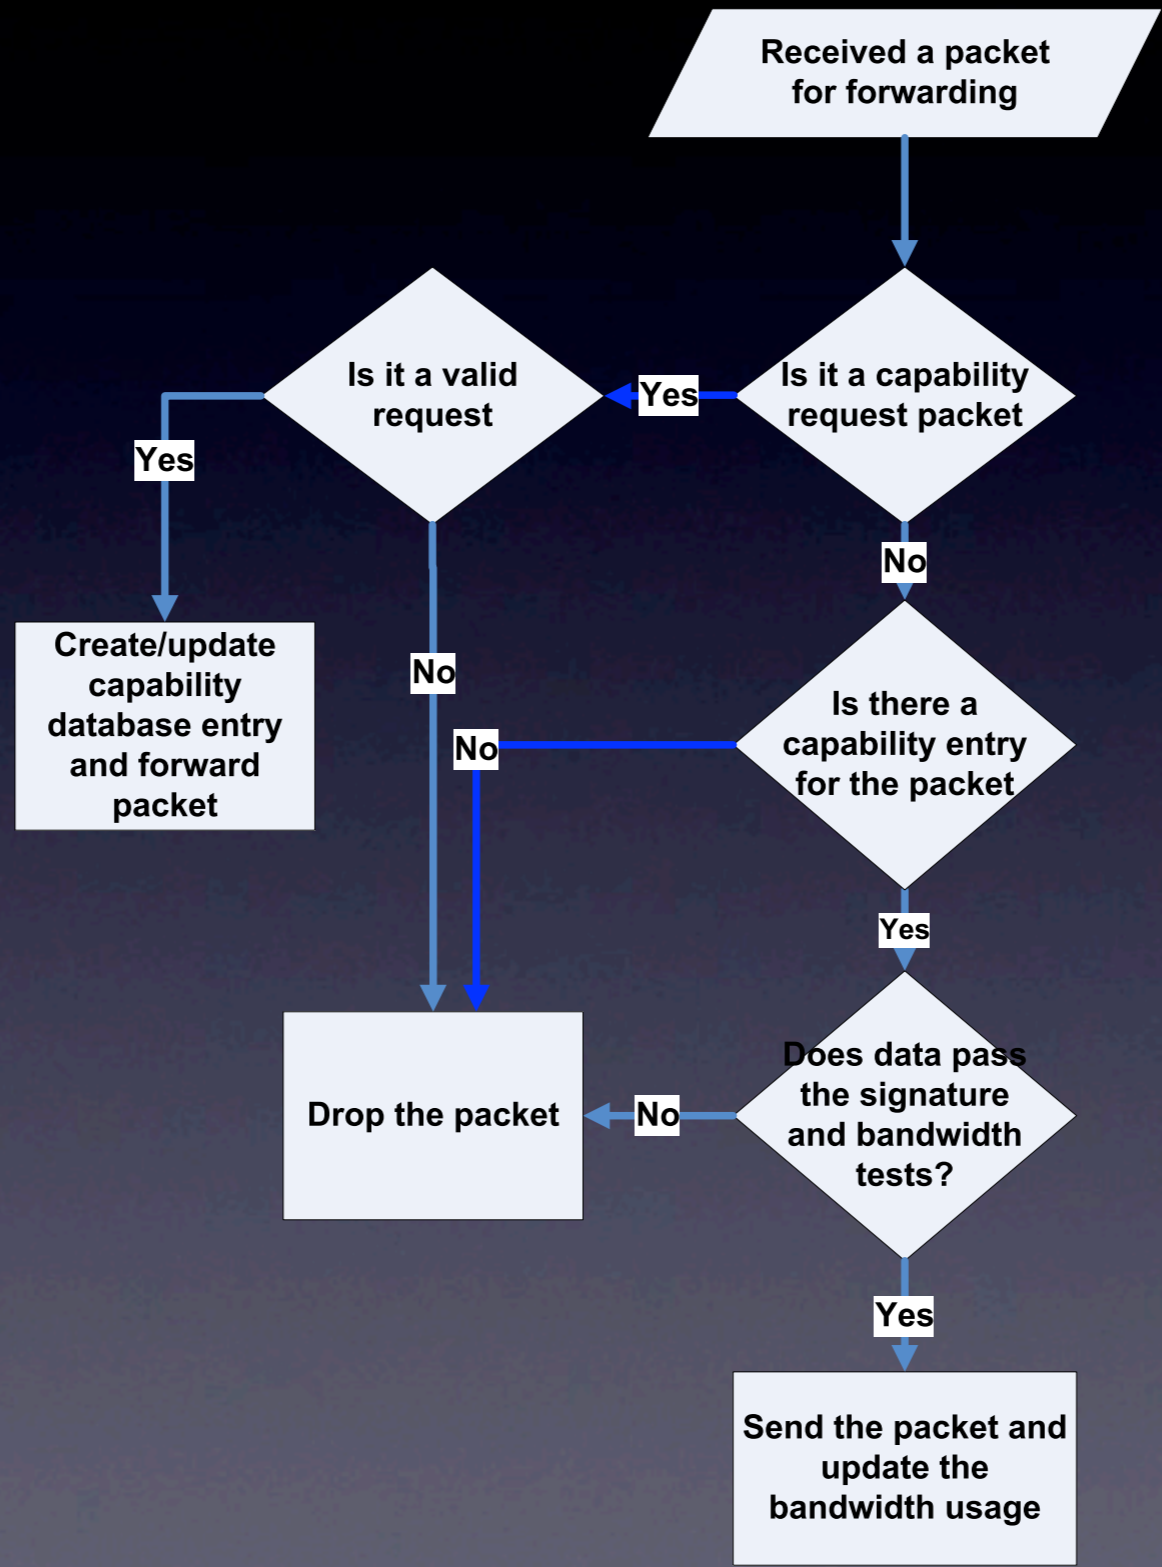 Received a packet
for forwarding
Is it a valid
request
Yes
Is it a capability
request packet
Yes
No
Create/update
capability
database entry
and forward
packet
No
No
Is there a
capability entry
for the packet
Yes
Drop the packet
No
Does data pass
the signature
and bandwidth
tests?
Yes
Send the packet and
update the
bandwidth usage